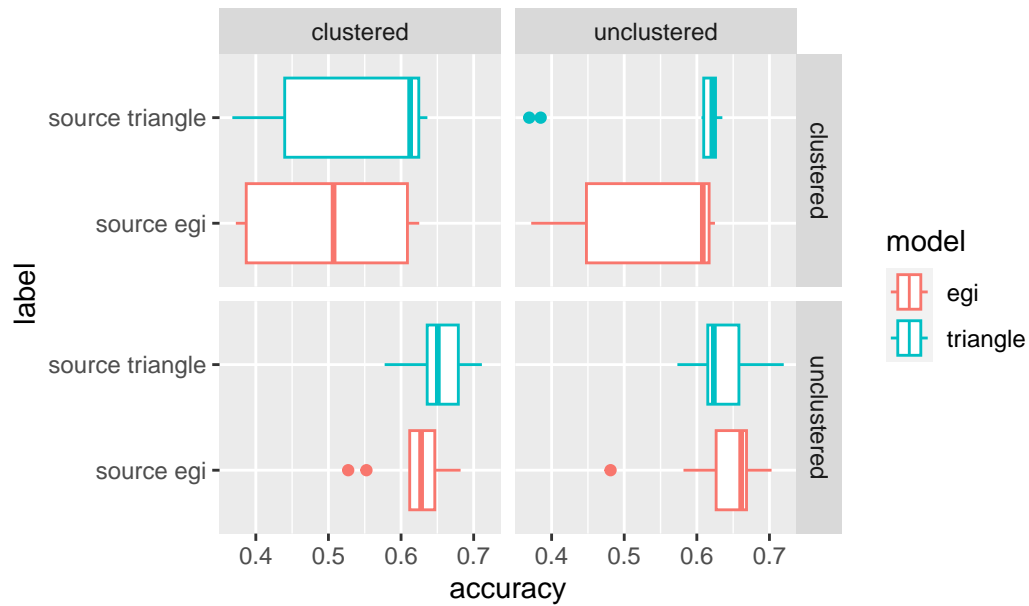 clustered
unclustered
source triangle
source egi
clustered
source triangle
source egi
unclustered
label
0.4 0.5 0.6 0.7
0.4 0.5 0.6 0.7
accuracy
model
egi
triangle